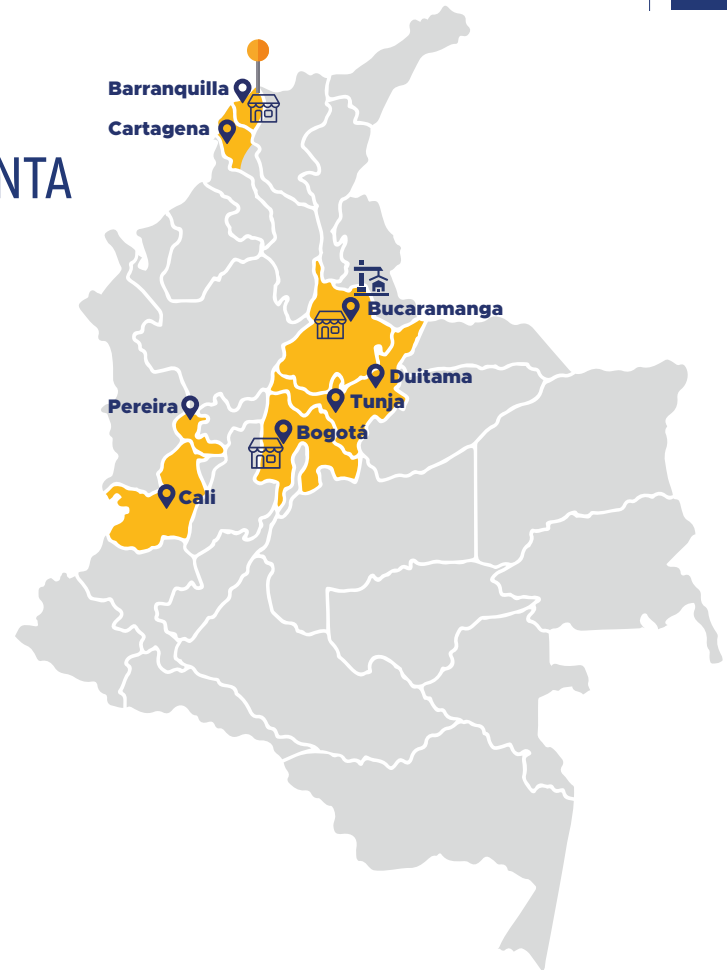 Barranquilla
Cartagena
NTA
Bucaramanga
Duitama
Tunja
Pereira
Bogotá
Cali